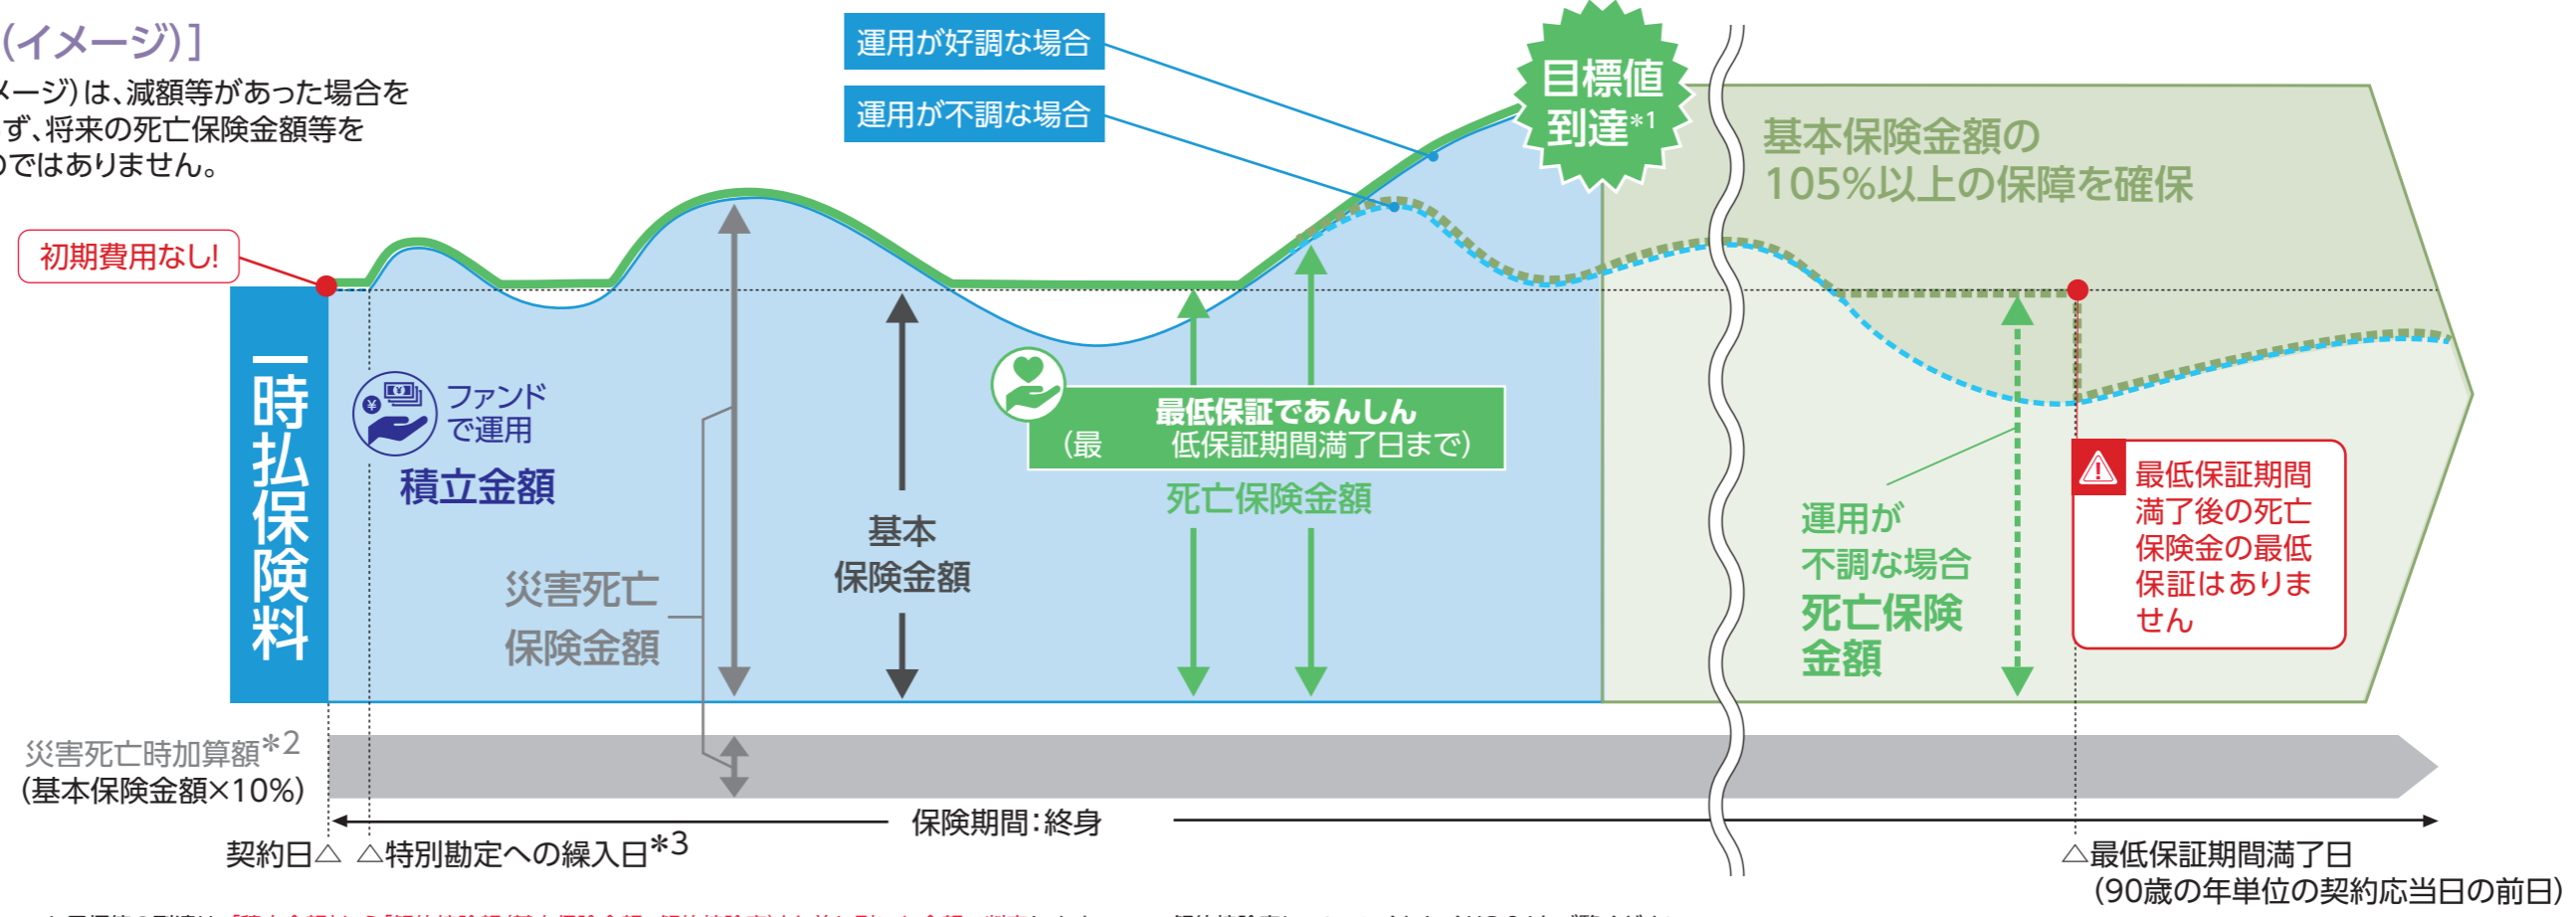 (イメージ)]
メージ)は、減額等があった場合を
ず、将来の死亡保険金額等を
のではありません。
運用が好調な場合
運用が不調な場合
目標値
到達*1
基本保険金額の
105%以上の保障を確保
初期費用なし!
一時払保険料
ファンド
で運用
積立金額
災害死亡
保険金額
基本
保険金額
最低保証であんしん
(最 低保証期間満了日まで)
死亡保険金額
運用が
不調な場合
死亡保険
金額
最低保証期間
満了後の死亡
保険金の最低
保証はありま
せん
災害死亡時加算額*2
(基本保険金額×10%)
保険期間:終身
契約日△
△特別勘定への繰入日*3
△最低保証期間満了日
(90歳の年単位の契約応当日の前日)